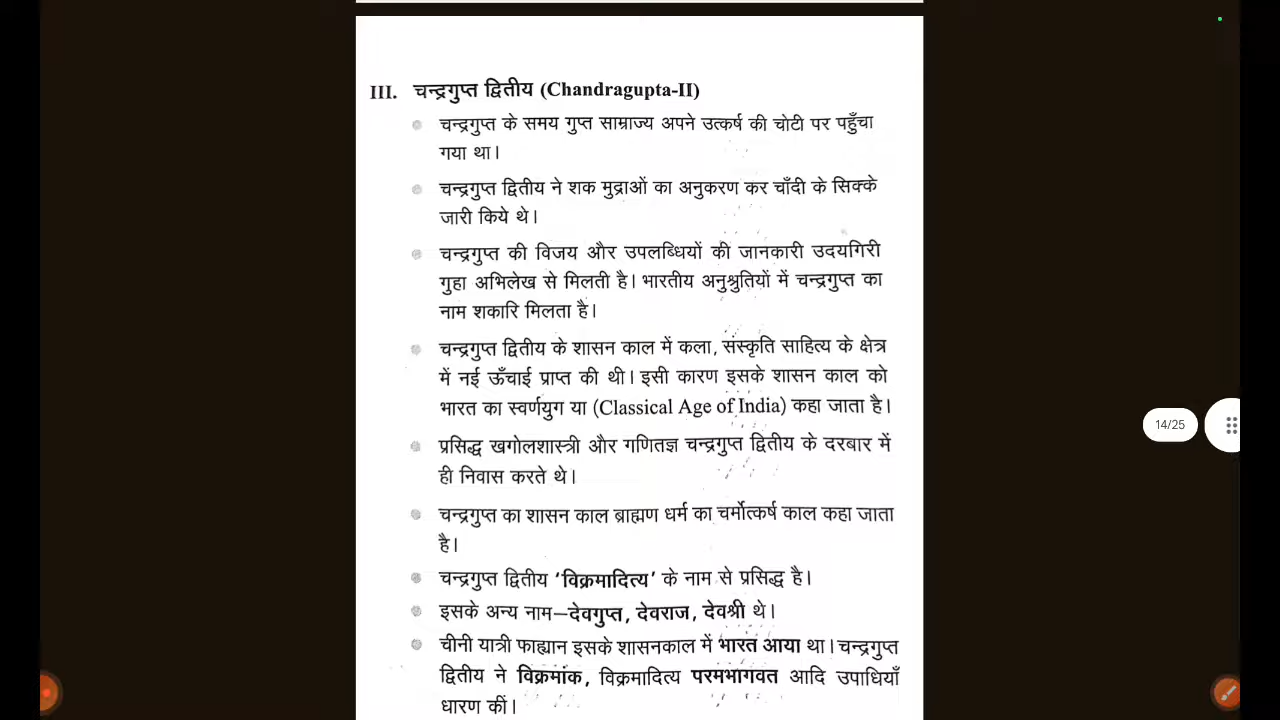 III. चन्द्रगुप्त द्वितीय (Chandragupta-II)
चन्द्रगुप्त के समय गुप्त साम्राज्य अपने उत्कर्ष की चोटी पर पहुँचा
गया था।
चन्द्रगुप्त द्वितीय ने शक मुद्राओं का अनुकरण कर चाँदी के सिक्के
जारी किये थे।
चन्द्रगुप्त की विजय और उपलब्धियों की जानकारी उदयगिरी
गुहा अभिलेख से मिलती है। भारतीय अनुश्रुतियों में चन्द्रगुप्त का
नाम शकारि मिलता है।
चन्द्रगुप्त द्वितीय के शासन काल में कला, संस्कृति साहित्य के क्षेत्र
में नई ऊँचाई प्राप्त की थी। इसी कारण इसके शासन काल को
भारत का स्वर्णयुग या (Classical Age of India) कहा जाता है।
प्रसिद्ध खगोलशास्त्री और गणितज्ञ चन्द्रगुप्त द्वितीय के दरबार में
ही निवास करते थे।
चन्द्रगुप्त का शासन काल ब्राह्मण धर्म का चर्मोत्कर्ष काल कहा जाता
है।
चन्द्रगुप्त द्वितीय ‘विक्रमादित्य’ के नाम से प्रसिद्ध है।
इसके अन्य नाम–देवगुप्त, देवराज, देवश्री थे।
चीनी यात्री फाह्यान इसके शासनकाल में भारत आया था। चन्द्रगुप्त
द्वितीय ने विक्रमांक, विक्रमादित्य परमभागवत आदि उपाधियाँ
धारण कीं।
14/25